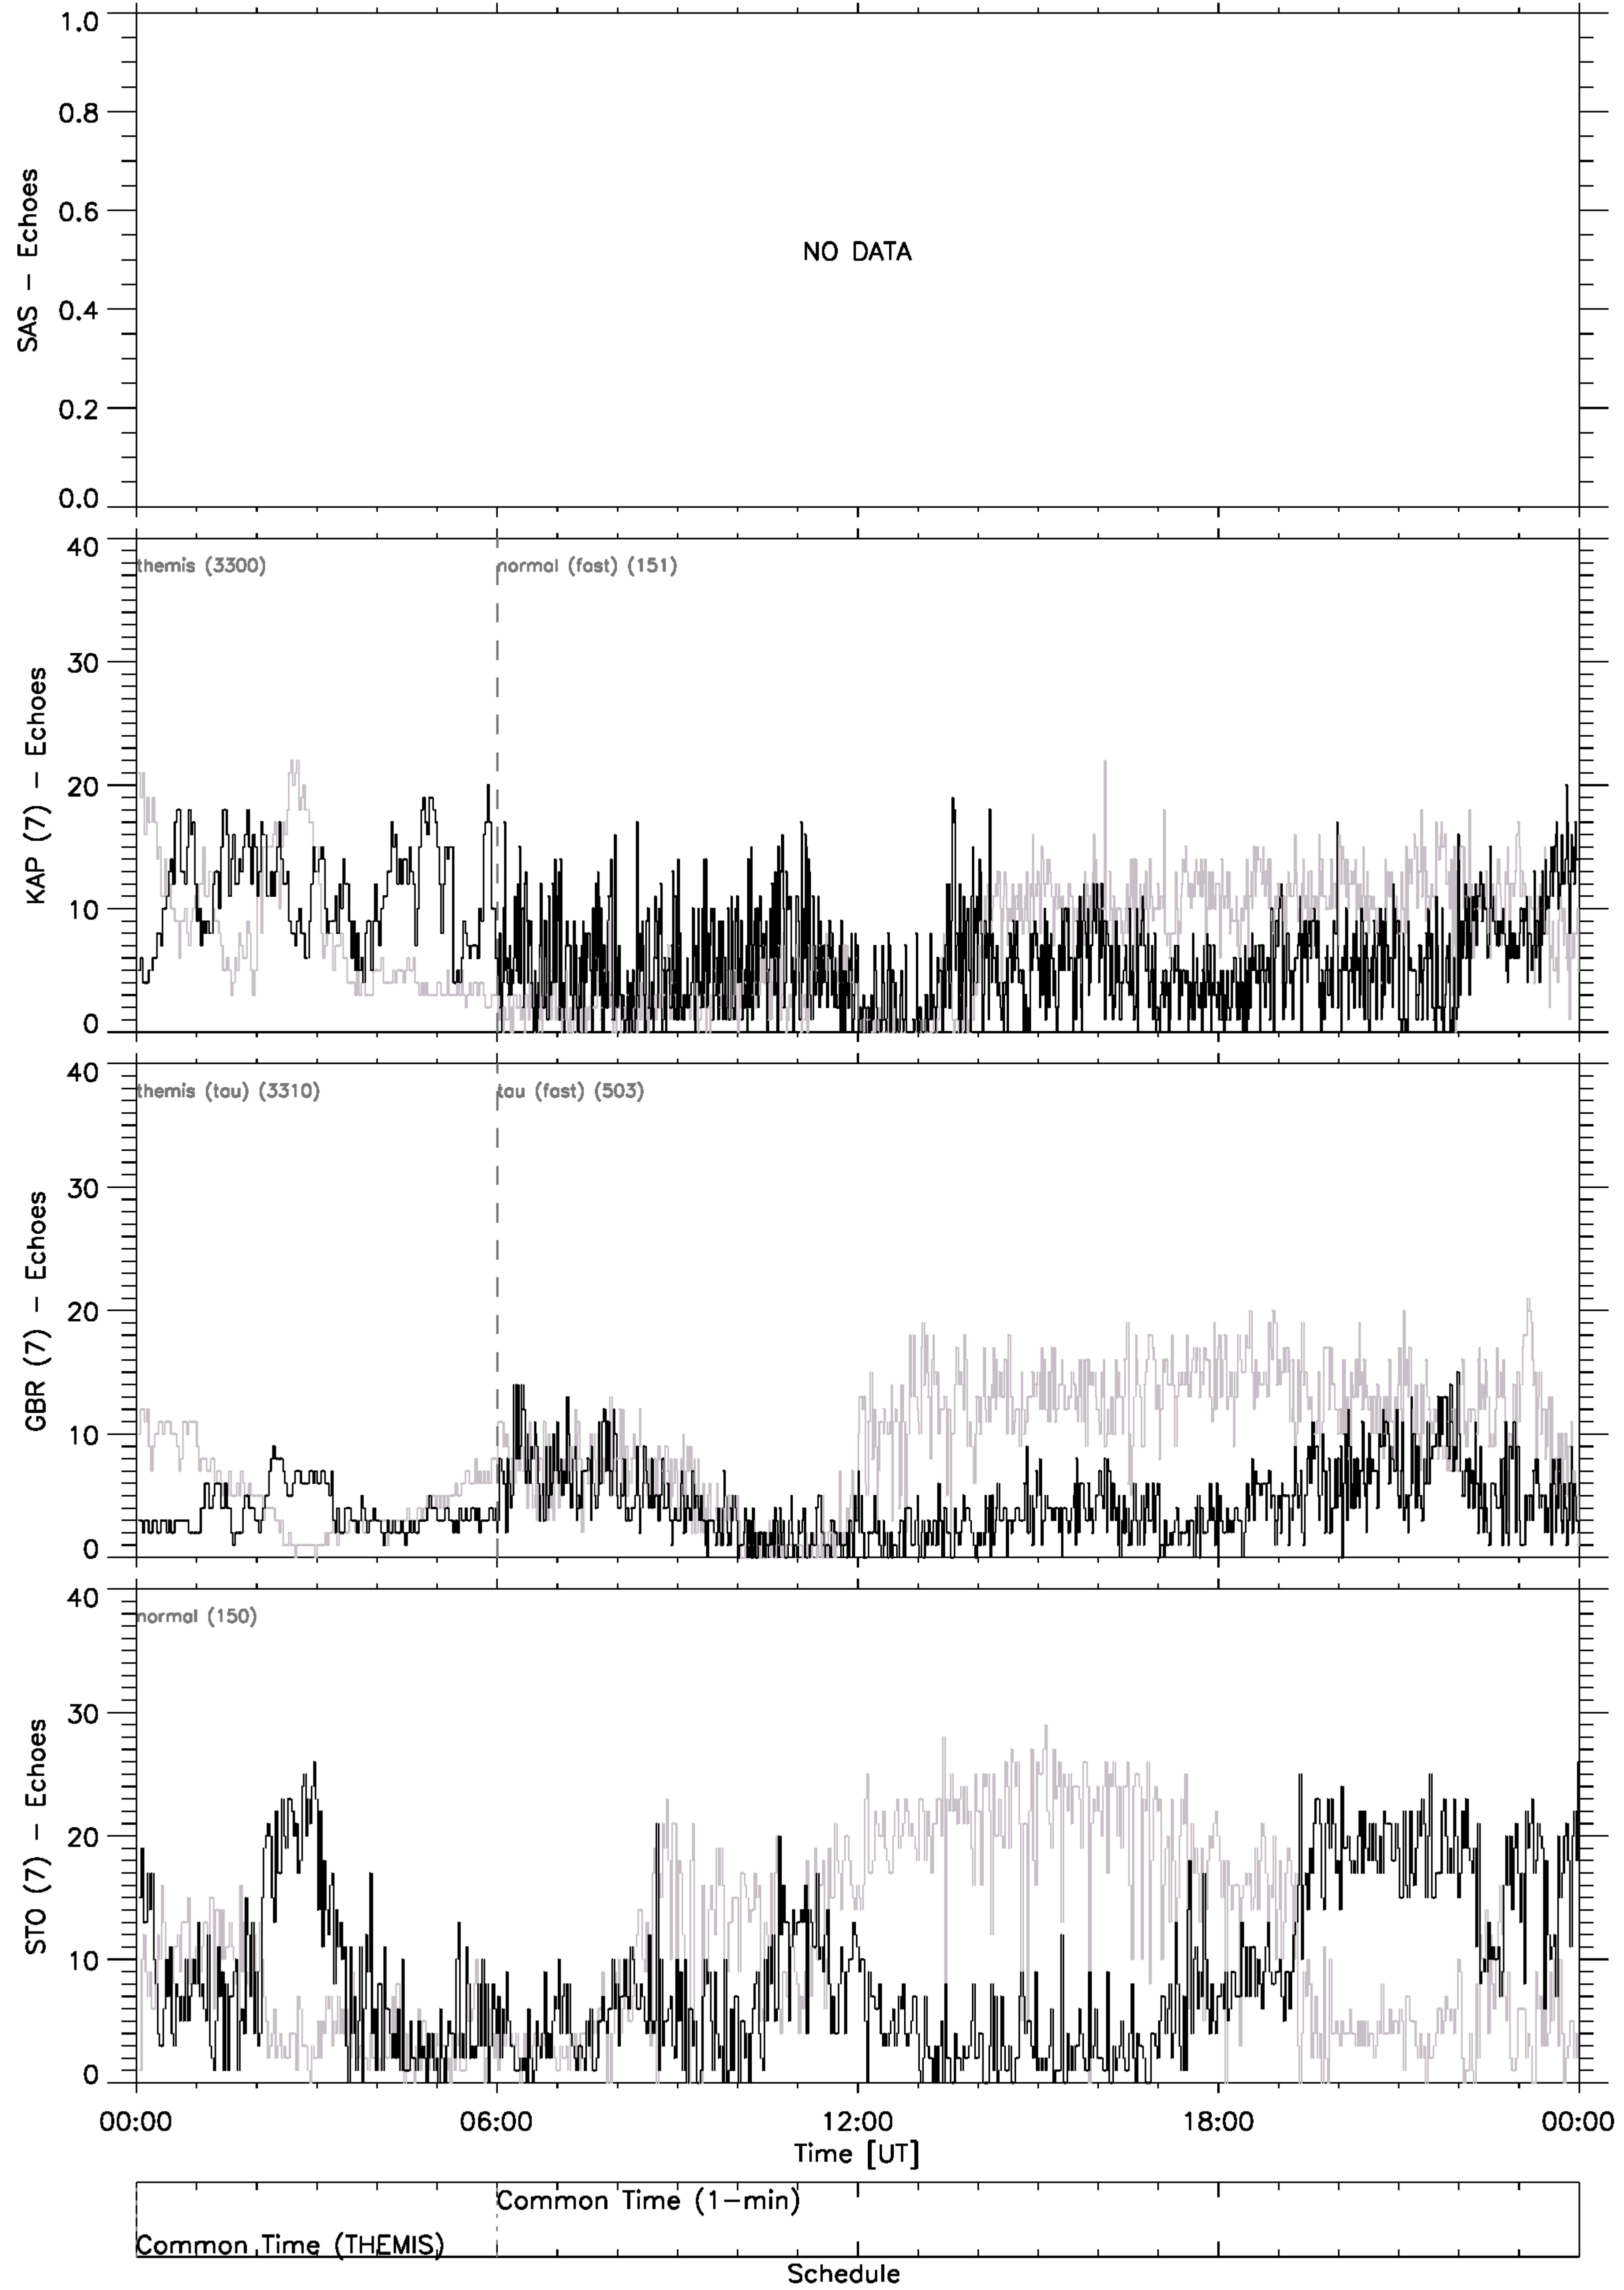 1.0
0.8
0.6
0.4
0.2
0.0
SAS - Echoes
NO DATA
40
30
20
10
0
KAP (7) - Echoes
themis (3300)
normal (fast) (151)
40
30
20
10
0
GBR (7) - Echoes
themis (tau) (3310)
tau (fast) (503)
40
30
20
10
0
STO (7) - Echoes
normal (150)
00:00 06:00 12:00 18:00 00:00
Time [UT]
Common Time (1-min)
Common Time (THEMIS)
Schedule